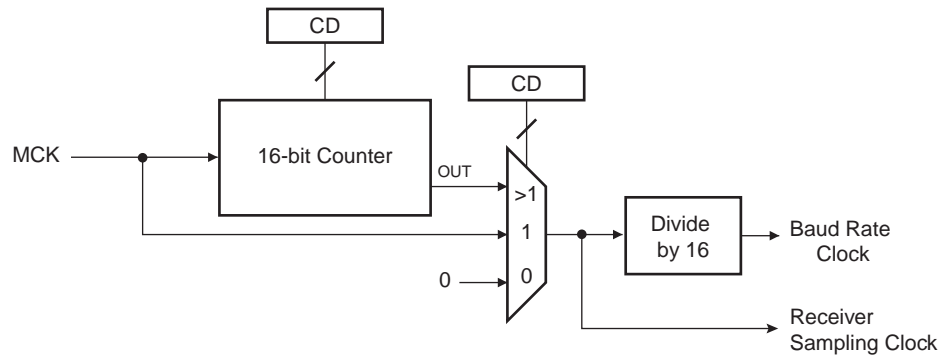 CD
CD
MCK
16-bit Counter
OUT
>1
1
0
0
Divide
by 16
Baud Rate
Clock
Receiver
Sampling Clock